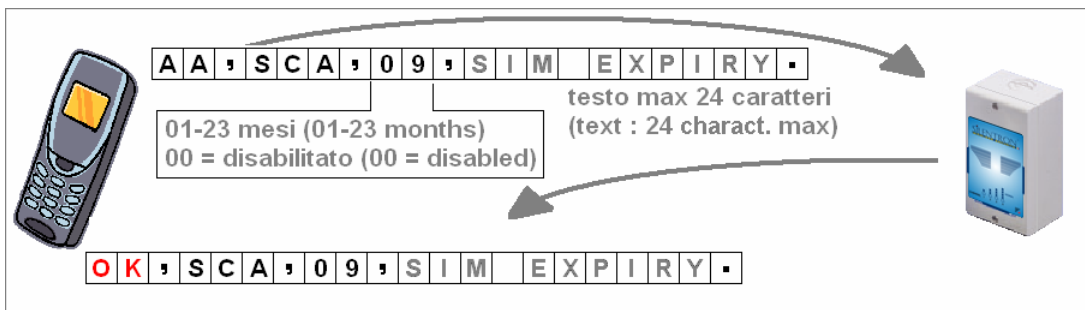 AA,SCA,09,SIM EXPIRY.
testo max 24 caratteri
(text : 24 charact. max)
01-23 mesi (01-23 months)
00 = disabilitato (00 = disabled)
SILENTRON
OK,SCA,09,SIM EXPIRY.